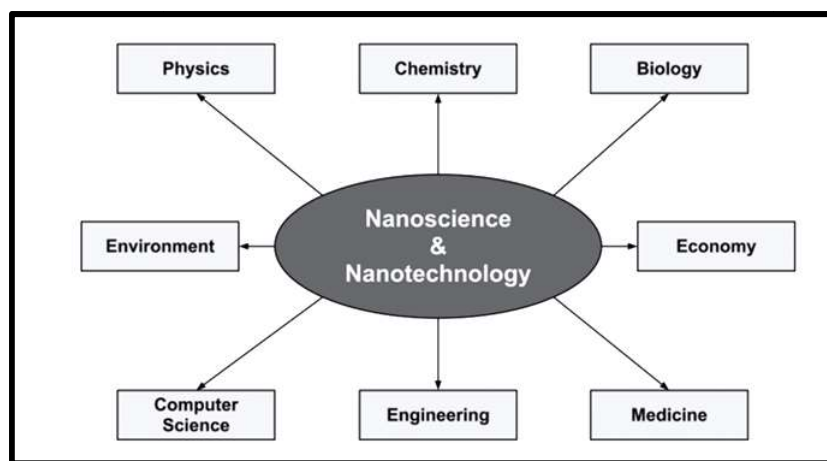 Physics
Chemistry
Biology
Nanoscience
&
Nanotechnology
Environment
Economy
Computer
Science
Engineering
Medicine